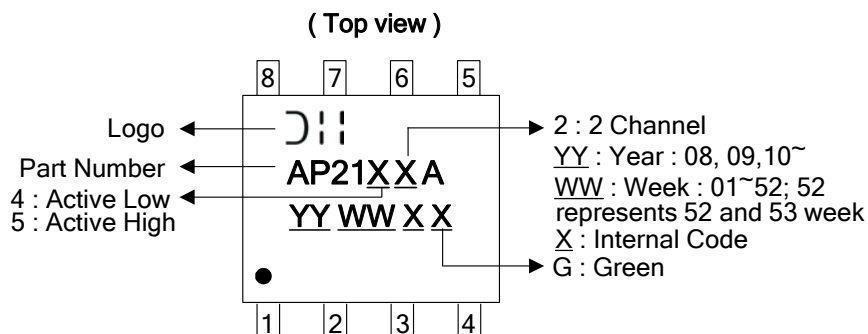 ( Top view )
8 7 6 5
Logo
Part Number
4 : Active Low
5 : Active High
AP21XXA
YY WW X X
2 : 2 Channel
YY : Year : 08, 09,10~
WW : Week : 01~52; 52
represents 52 and 53 week
X : Internal Code
G : Green
1 2 3 4